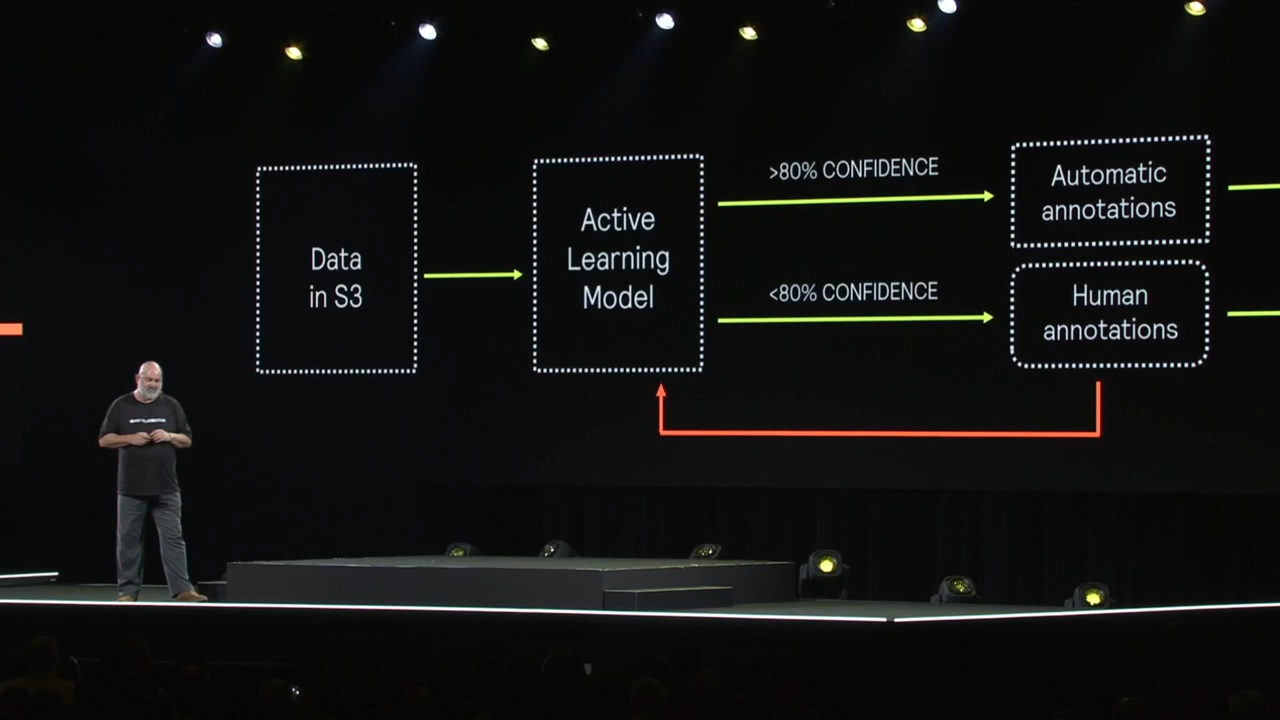 Data
in S3
Active
Learning
Model
>80% CONFIDENCE
<80% CONFIDENCE
Automatic
annotations
Human
annotations